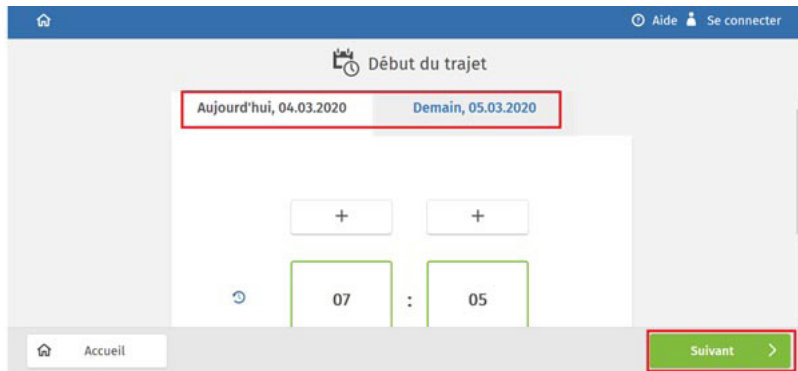 Aide Se connecter
Début du trajet
Aujourd'hui, 04.03.2020 Demain, 05.03.2020
+ +
07 : 05
Accueil Suivant